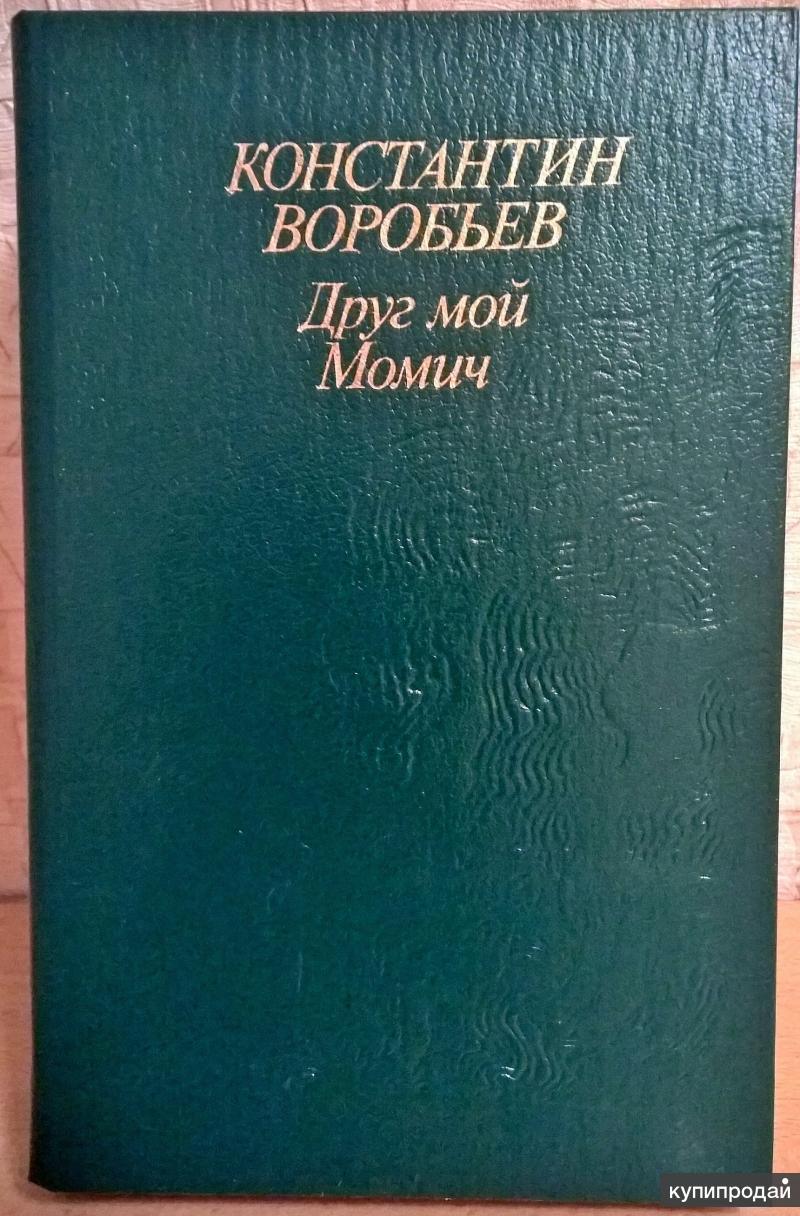 КОНСТАНТИН
ВОРОБЬЕВ
Друг мой
Момич
купипродай